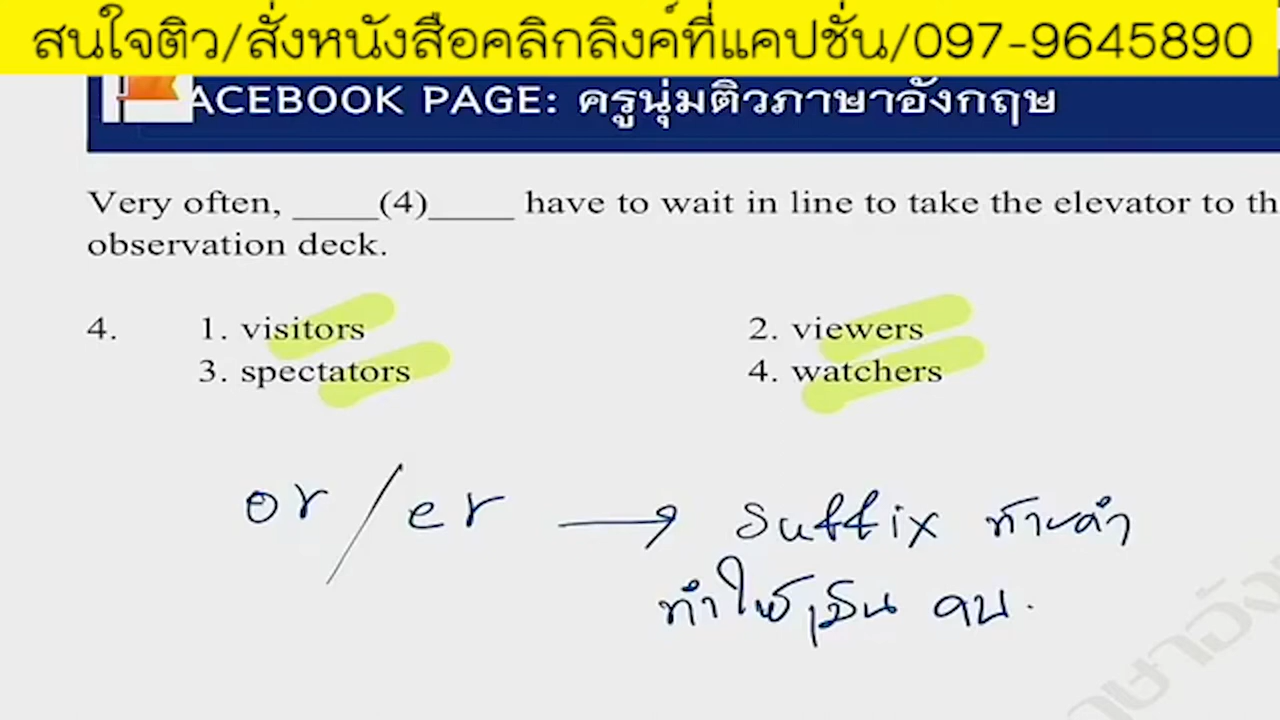 สนใจติว/สั่งหนังสือคลิกลิงค์ที่แคปชั่น/097-9645890
ACEBOOK PAGE: ครูนุ่มติวภาษาอังกฤษ
Very often, ____(4)____ have to wait in line to take the elevator to th
observation deck.
4. 1. visitors 2. viewers
3. spectators 4. watchers
or / er → suffix ท้ายคำ
ทำให้เป็น คน.